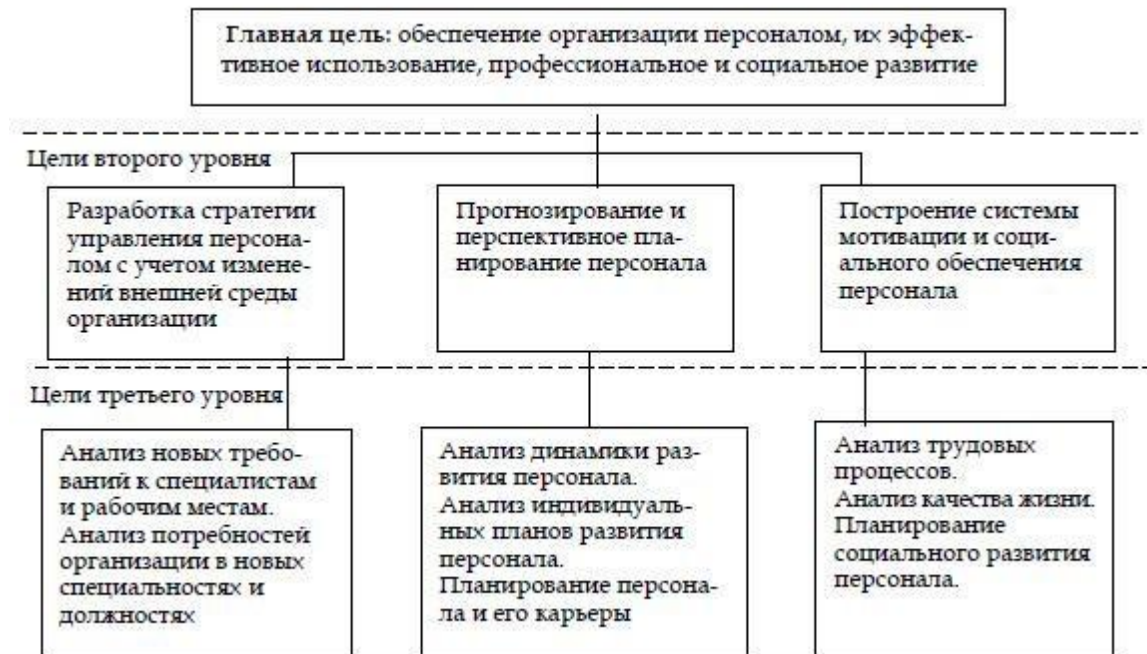 Главная цель: обеспечение организации персоналом, их эффек-
тивное использование, профессиональное и социальное развитие
Цели второго уровня
Разработка стратегии
управления персона-
лом с учетом измене-
ний внешней среды
организации
Прогнозирование и
перспективное пла-
нирование персонала
Построение системы
мотивации и соци-
ального обеспечения
персонала
Цели третьего уровня
Анализ новых требо-
ваний к специалистам
и рабочим местам.
Анализ потребностей
организации в новых
специальностях и
должностях
Анализ динамики раз-
вития персонала.
Анализ индивидуаль-
ных планов развития
персонала.
Планирование персона-
ла и его карьеры
Анализ трудовых
процессов.
Анализ качества жизни.
Планирование
социального развития
персонала.